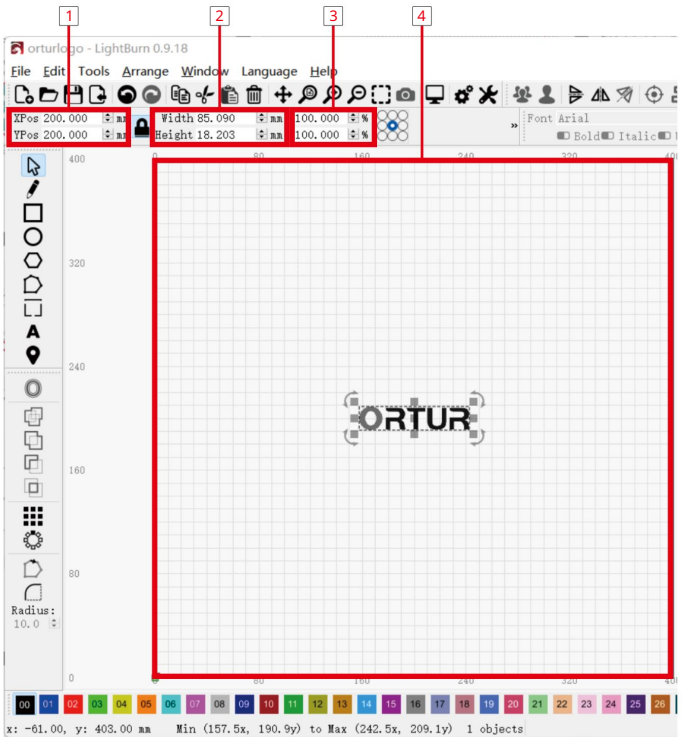 1 2 3 4
orturlogo - LightBurn 0.9.18
File Edit Tools Arrange Window Language Help
XPos 200.000 mm Width 85.090 mm 100.000 % Font Arial
YPos 200.000 mm Height 18.203 mm 100.000 % Bold Italic
0 80 160 240 320 400
400
320
240
ORTUR
160
80
Radius:
10.0
0
0 80 160 240 320 400
00 01 02 03 04 05 06 07 08 09 10 11 12 13 14 15 16 17 18 19 20 21 22 23 24 25 26
x: -61.00, y: 403.00 mm Min (157.5x, 190.9y) to Max (242.5x, 209.1y) 1 objects